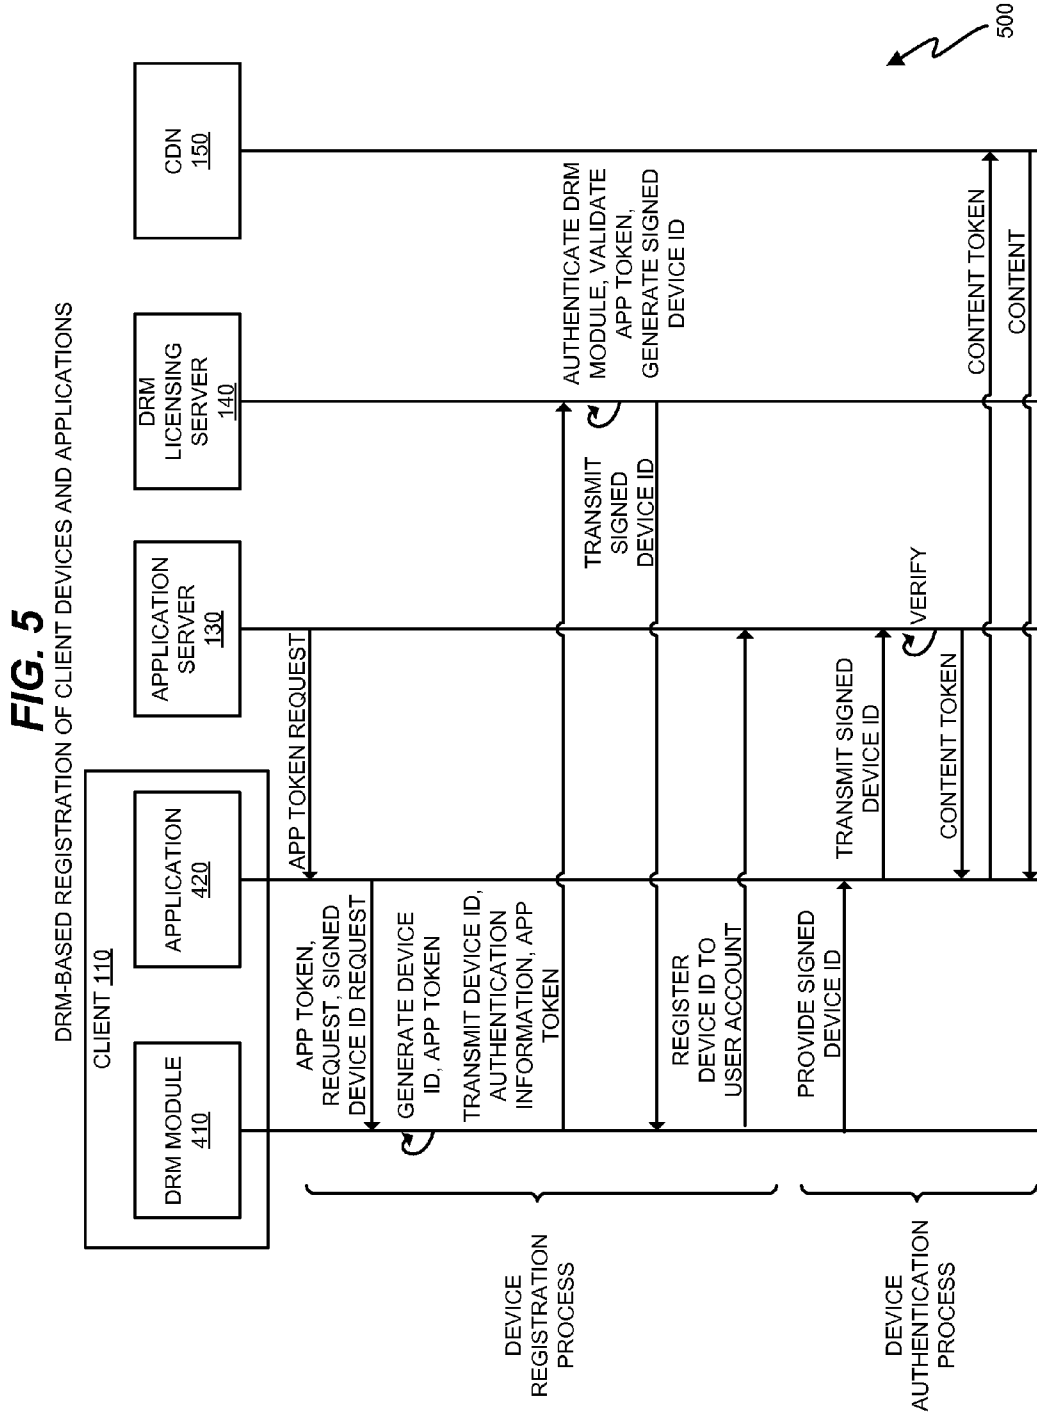 FIG. 5
DRM-BASED REGISTRATION OF CLIENT DEVICES AND APPLICATIONS
CLIENT 110
DRM MODULE
410
APPLICATION
420
APPLICATION
SERVER
130
DRM
LICENSING
SERVER
140
CDN
150
APP TOKEN REQUEST
APP TOKEN,
REQUEST, SIGNED
DEVICE ID REQUEST
GENERATE DEVICE
ID, APP TOKEN
TRANSMIT DEVICE ID,
AUTHENTICATION
INFORMATION, APP
TOKEN
AUTHENTICATE DRM
MODULE, VALIDATE
APP TOKEN,
GENERATE SIGNED
DEVICE ID
TRANSMIT
SIGNED
DEVICE ID
REGISTER
DEVICE ID TO
USER ACCOUNT
DEVICE
REGISTRATION
PROCESS
PROVIDE SIGNED
DEVICE ID
TRANSMIT SIGNED
DEVICE ID
VERIFY
CONTENT TOKEN
CONTENT TOKEN
CONTENT
DEVICE
AUTHENTICATION
PROCESS
500